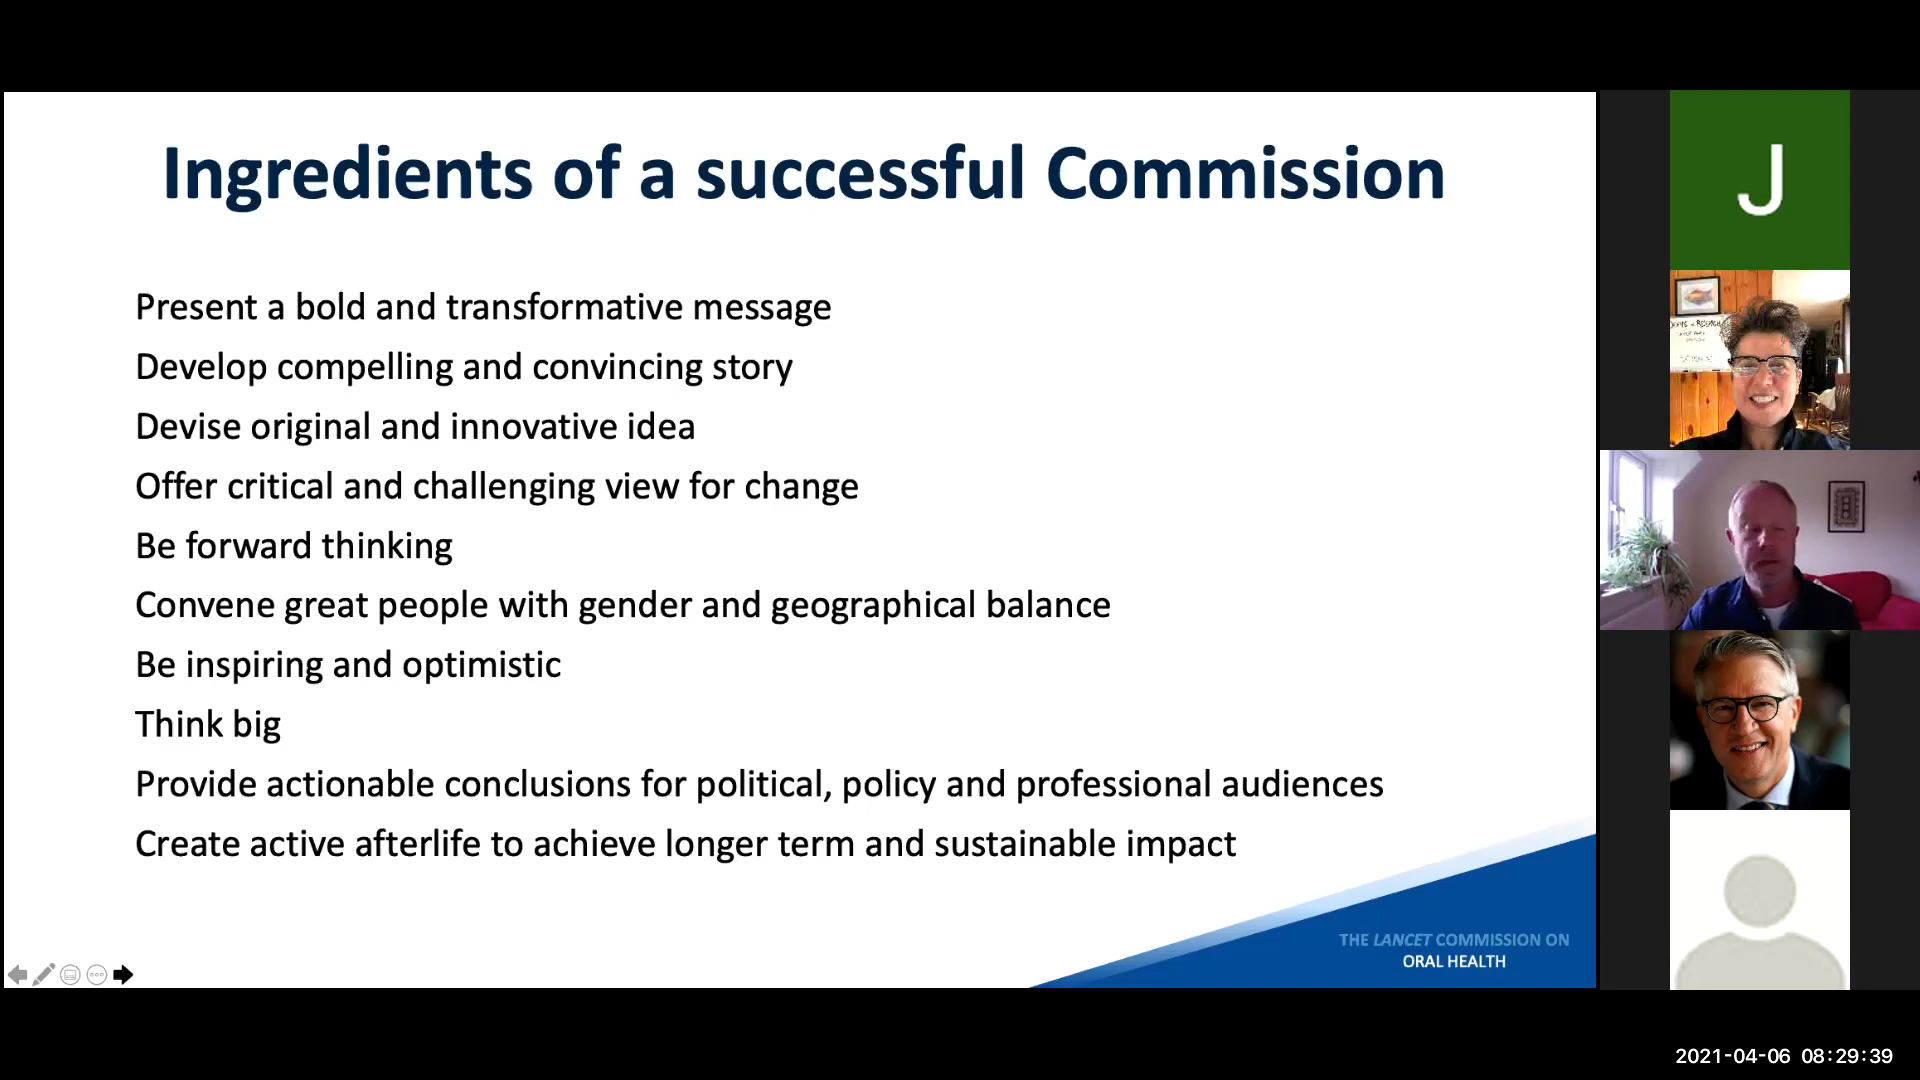 Ingredients of a successful Commission
Present a bold and transformative message
Develop compelling and convincing story
Devise original and innovative idea
Offer critical and challenging view for change
Be forward thinking
Convene great people with gender and geographical balance
Be inspiring and optimistic
Think big
Provide actionable conclusions for political, policy and professional audiences
Create active afterlife to achieve longer term and sustainable impact
THE LANCET COMMISSION ON
ORAL HEALTH
J
2021-04-06 08:29:39